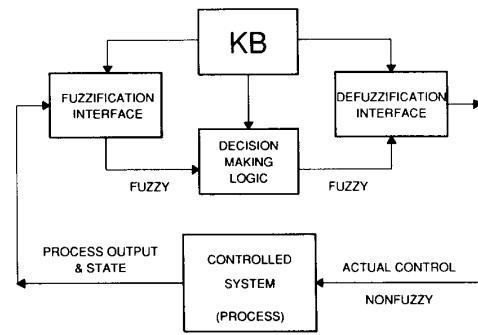 KB
FUZZIFICATION
INTERFACE
DEFUZZIFICATION
INTERFACE
DECISION
MAKING
LOGIC
FUZZY
FUZZY
PROCESS OUTPUT
& STATE
CONTROLLED
SYSTEM
(PROCESS)
ACTUAL CONTROL
NONFUZZY